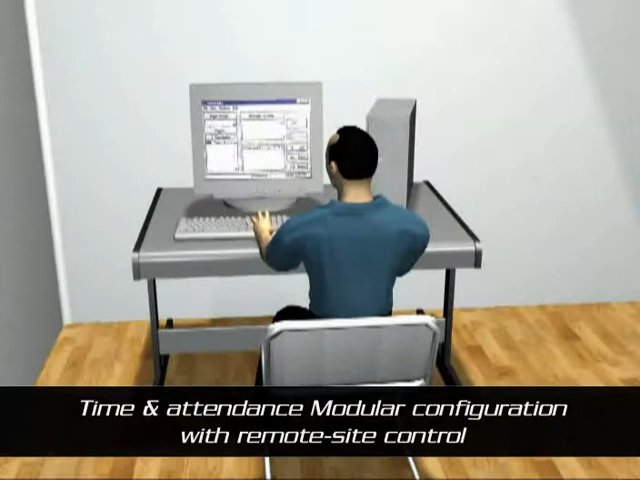 Time & attendance Modular configuration
with remote-site control